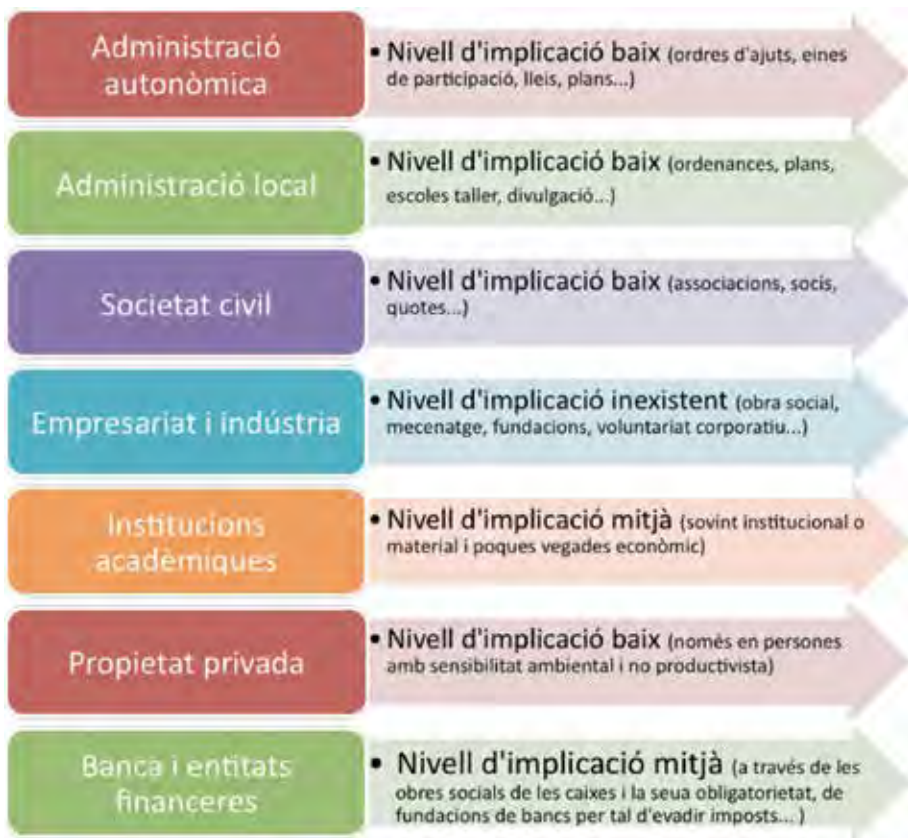 Administració
autonòmica
• Nivell d'implicació baix (ordres d'ajuts, eines
de participació, lleis, plans...)
Administració local
• Nivell d'implicació baix (ordenances, plans,
escoles taller, divulgació...)
Societat civil
• Nivell d'implicació baix (associacions, socis,
quotes...)
Empresariat i indústria
• Nivell d'implicació inexistent (obra social,
mecenatge, fundacions, voluntariat corporatiu...)
Institucions
acadèmiques
• Nivell d'implicació mitjà (sovint institucional o
material i poques vegades econòmic)
Propietat privada
• Nivell d'implicació baix (només en persones
amb sensibilitat ambiental i no productivista)
Banca i entitats
financeres
• Nivell d'implicació mitjà (a través de les
obres socials de les caixes i la seua obligatorietat, de
fundacions de bancs per tal d'evadir imposts... )